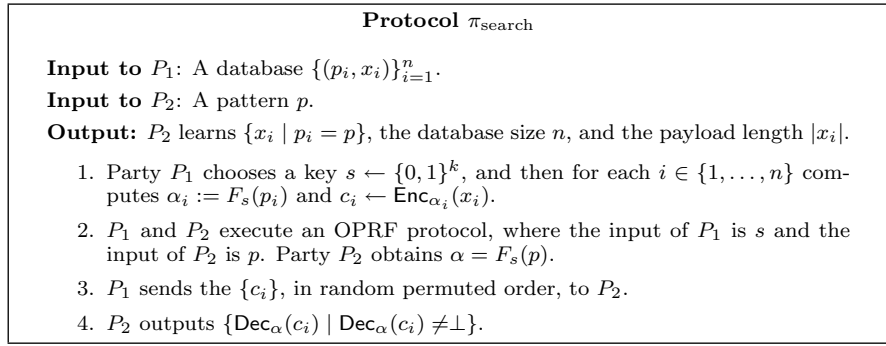 Protocol π_search
Input to P₁: A database {(pᵢ, xᵢ)}ⁿᵢ₌₁.
Input to P₂: A pattern p.
Output: P₂ learns {xᵢ | pᵢ = p}, the database size n, and the payload length |xᵢ|.
1. Party P₁ chooses a key s ← {0, 1}ᵏ, and then for each i ∈ {1, . . . , n} com-
putes αᵢ := Fₛ(pᵢ) and cᵢ ← Enc_αᵢ(xᵢ).
2. P₁ and P₂ execute an OPRF protocol, where the input of P₁ is s and the
input of P₂ is p. Party P₂ obtains α = Fₛ(p).
3. P₁ sends the {cᵢ}, in random permuted order, to P₂.
4. P₂ outputs {Dec_α(cᵢ) | Dec_α(cᵢ) ≠⊥}.